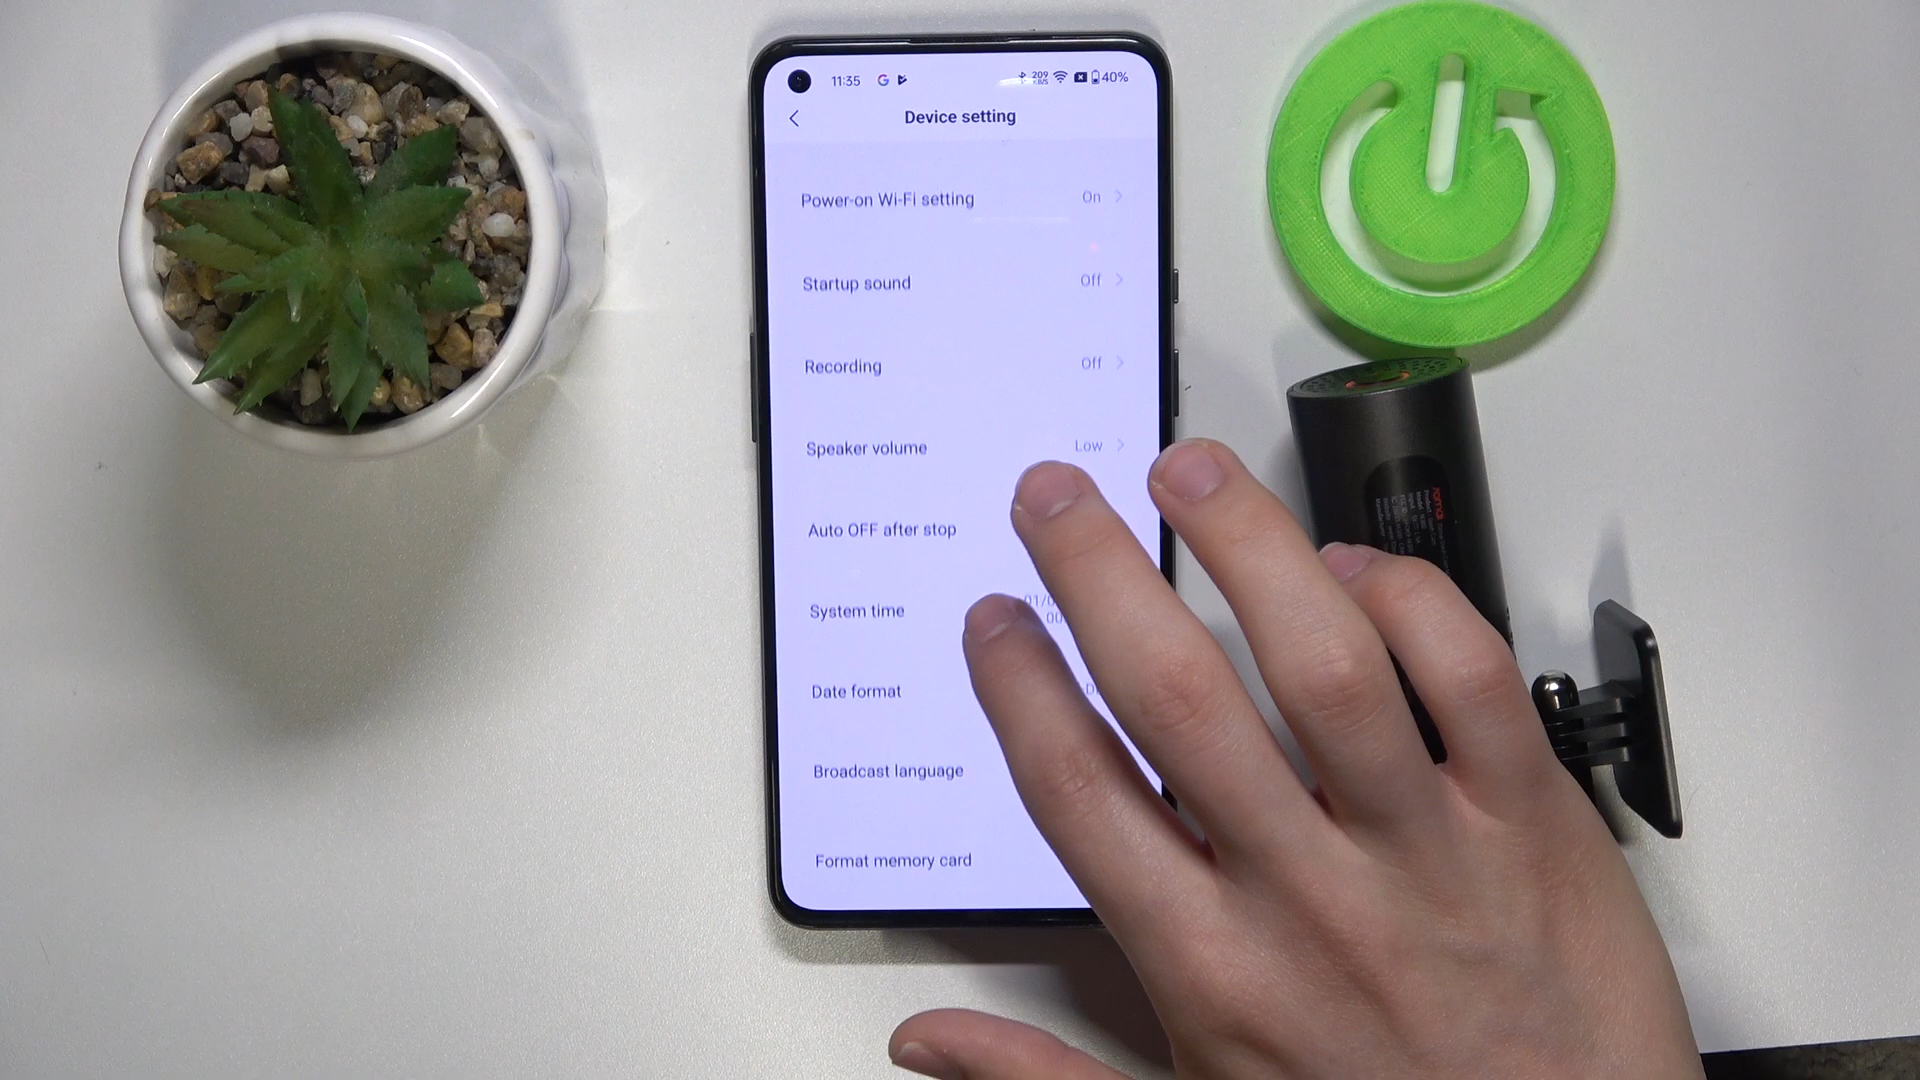 11:35
209
40%
Device setting
Power-on Wi-Fi setting On
Startup sound Off
Recording Off
Speaker volume Low
Auto OFF after stop
System time
Date format
Broadcast language
Format memory card